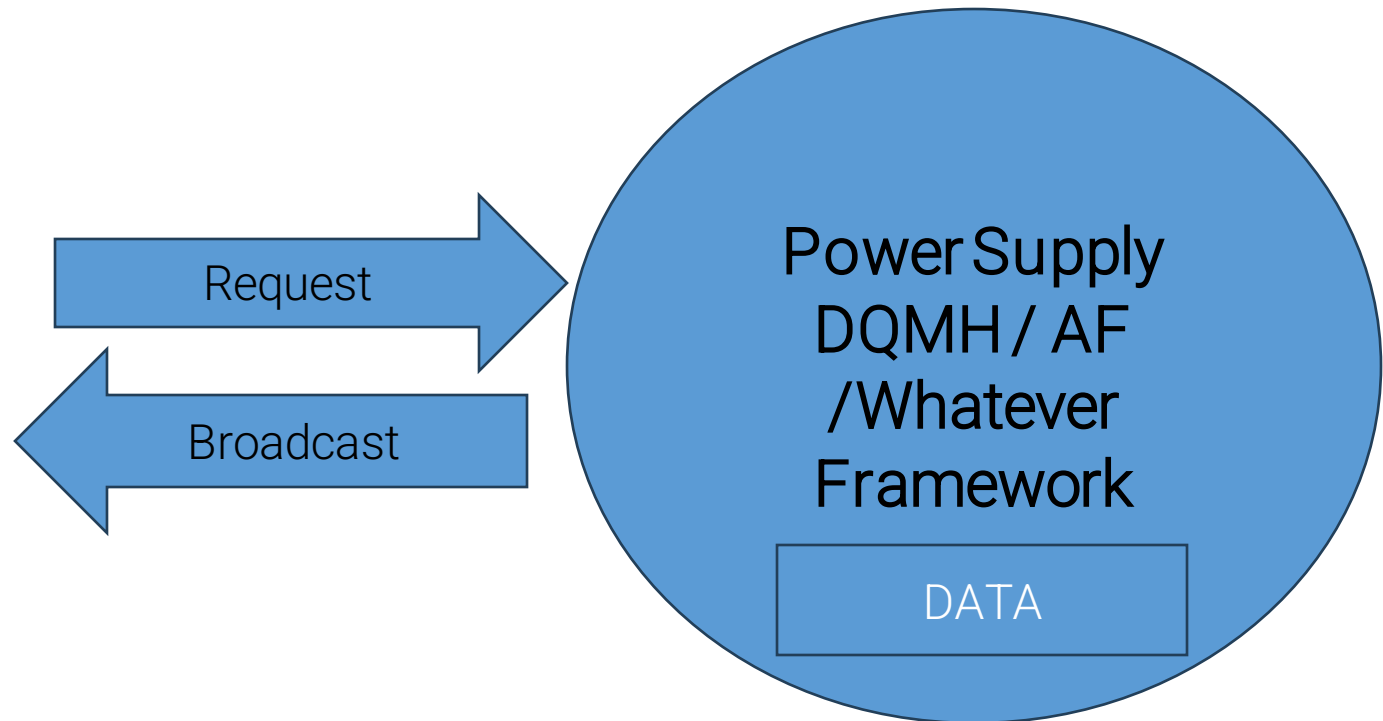 Request
Broadcast
Power Supply
DQMH / AF
/Whatever
Framework
DATA